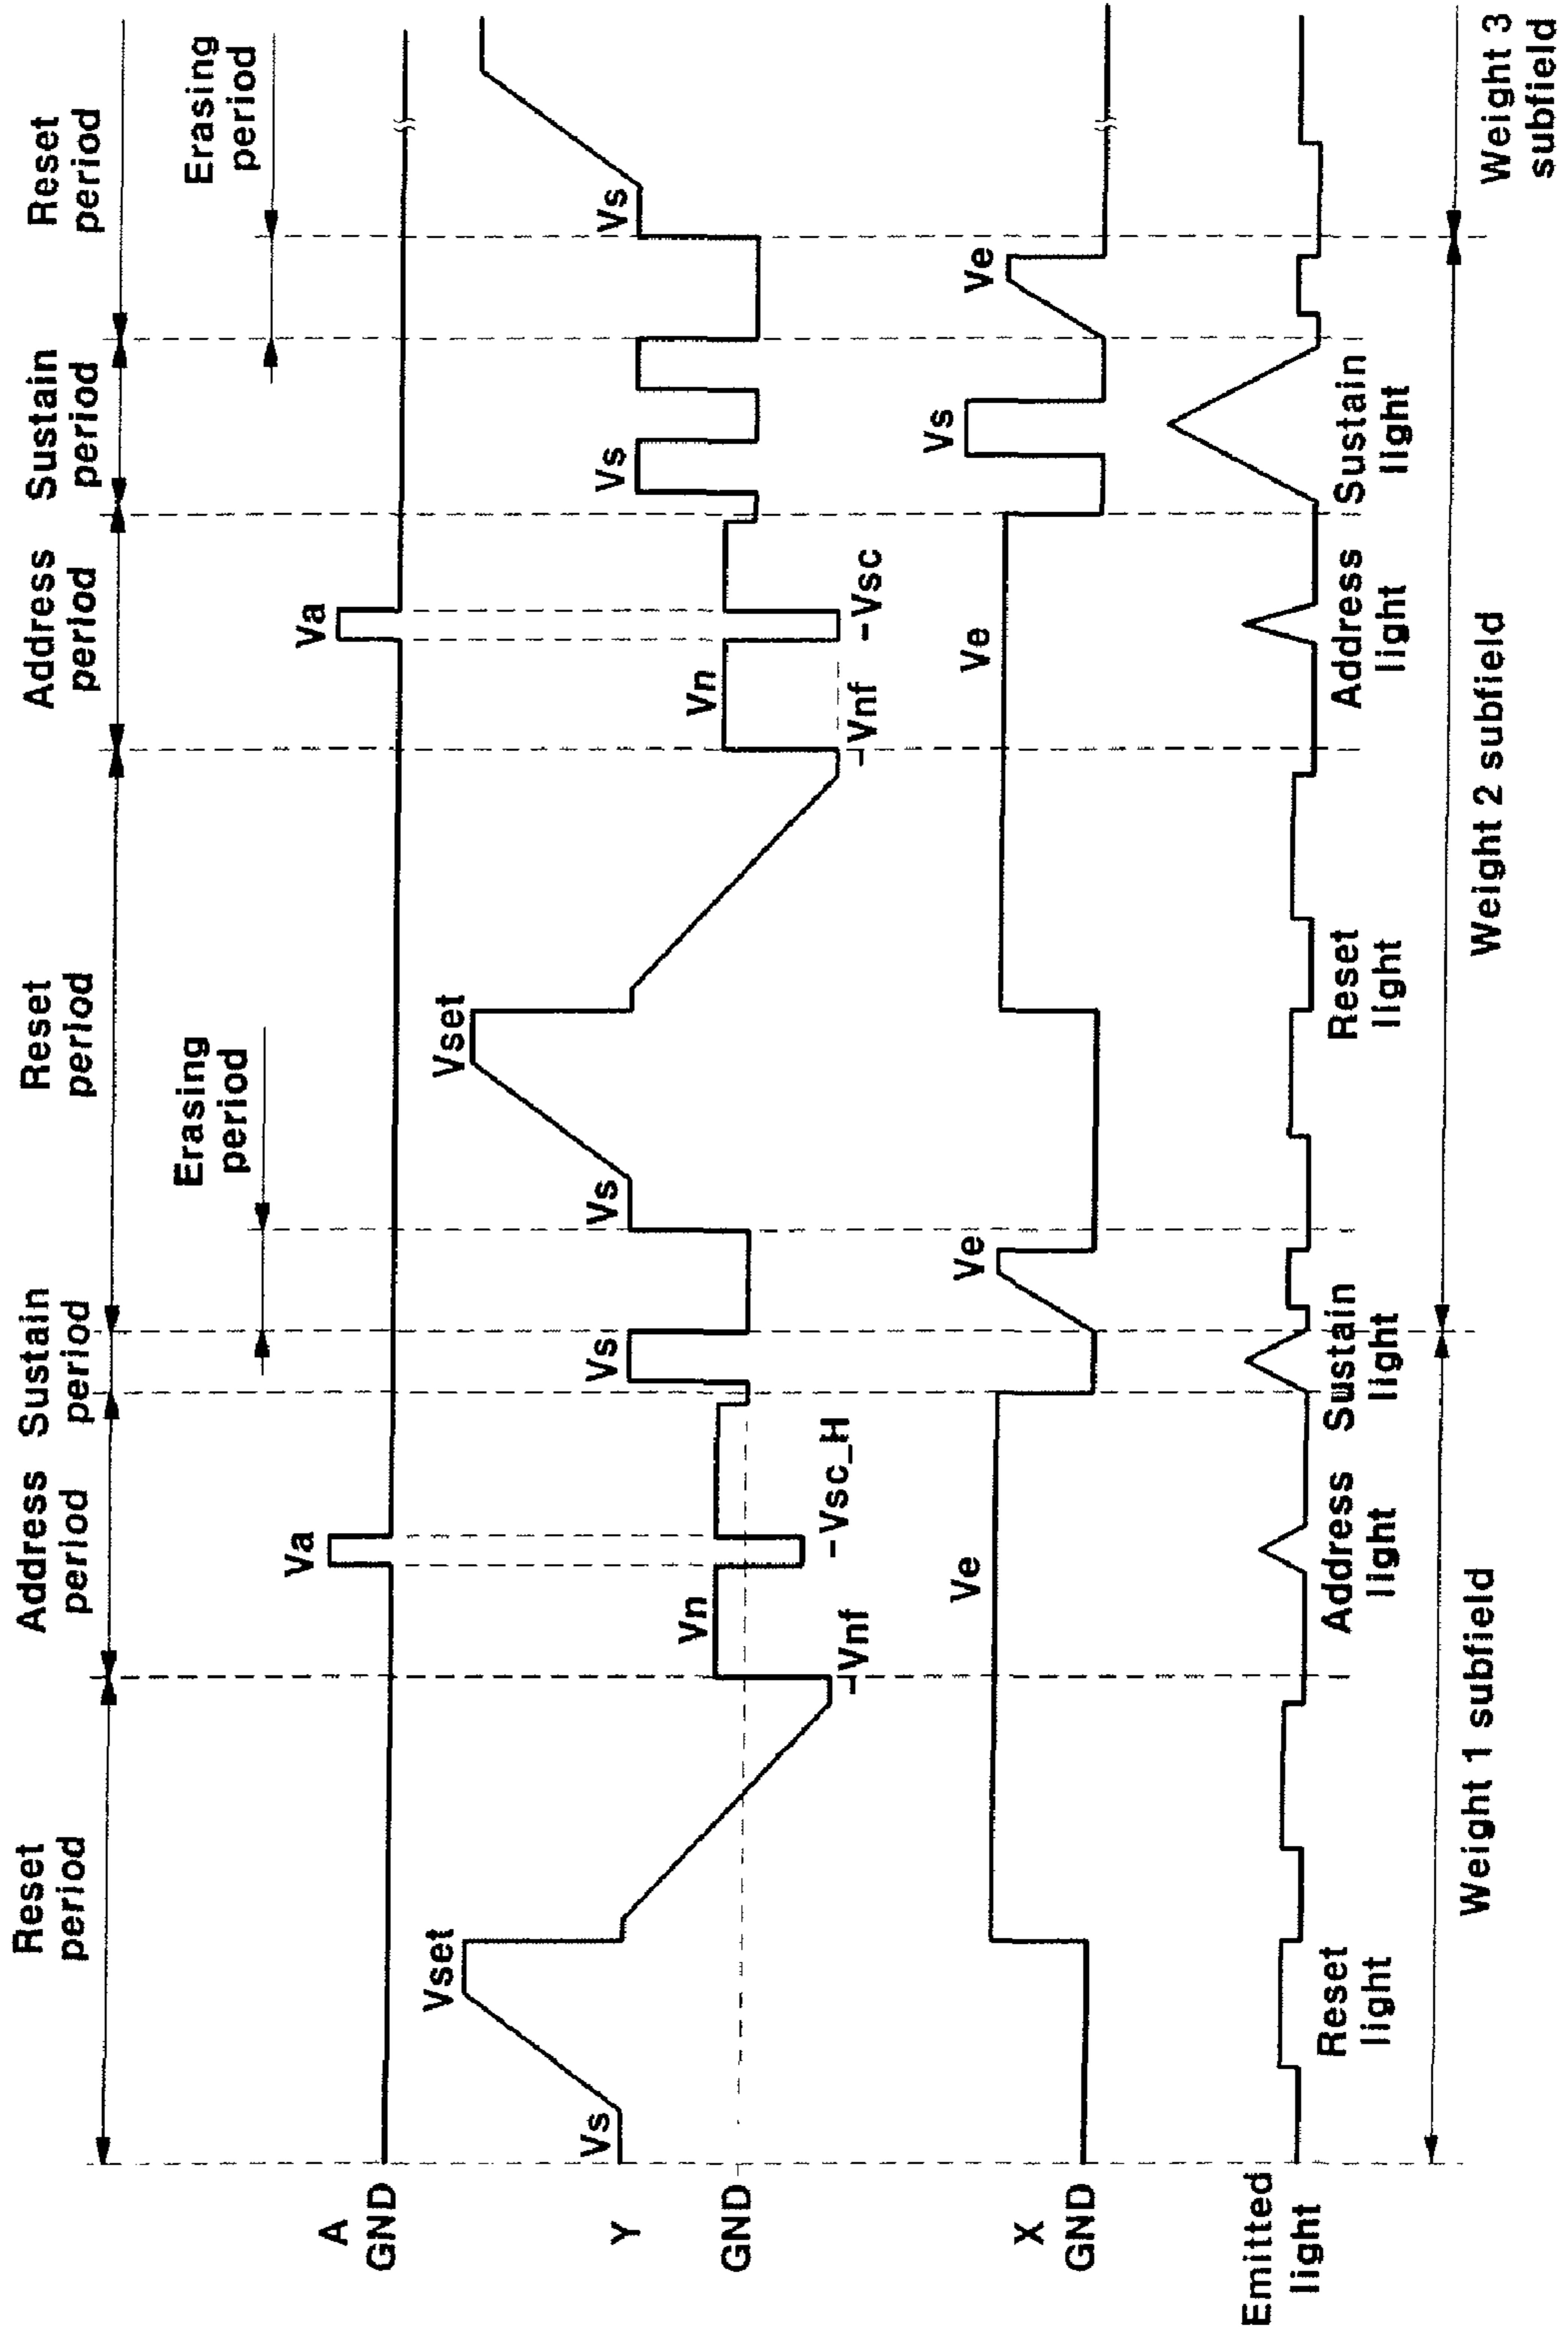 Reset
period
Address
period
Sustain
period
Reset
period
Address
period
Sustain
period
Reset
period
Erasing
period
Erasing
period
A
GND
Va
Va
Y
GND
Vs
Vset
-Vnf
Vn
-Vsc_H
Vs
Vs
Vset
-Vnf
Vn
-Vsc
Vs
Vs
X
GND
Ve
Ve
Ve
Vs
Ve
Emitted
light
Reset
light
Address
light
Sustain
light
Reset
light
Address
light
Sustain
light
Weight 1 subfield
Weight 2 subfield
Weight 3
subfield